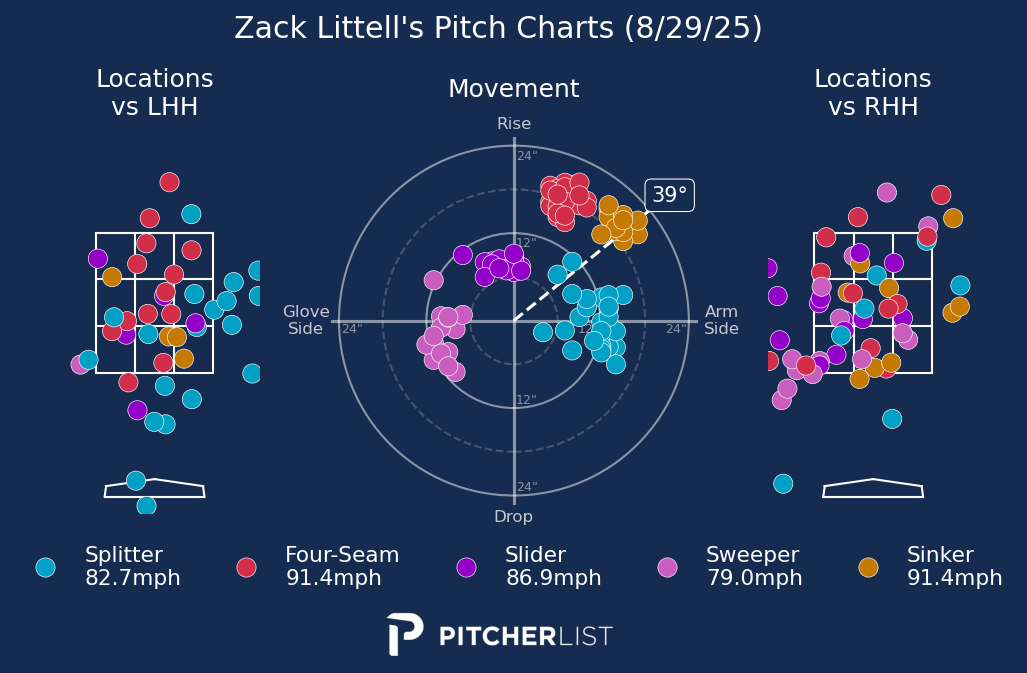 Zack Littell's Pitch Charts (8/29/25)
Locations
vs LHH
Movement
Locations
vs RHH
Rise
24"
39°
12"
Glove
Side
24"
12"
24"
Arm
Side
12"
24"
Drop
Splitter
82.7mph
Four-Seam
91.4mph
Slider
86.9mph
Sweeper
79.0mph
Sinker
91.4mph
PITCHERLIST